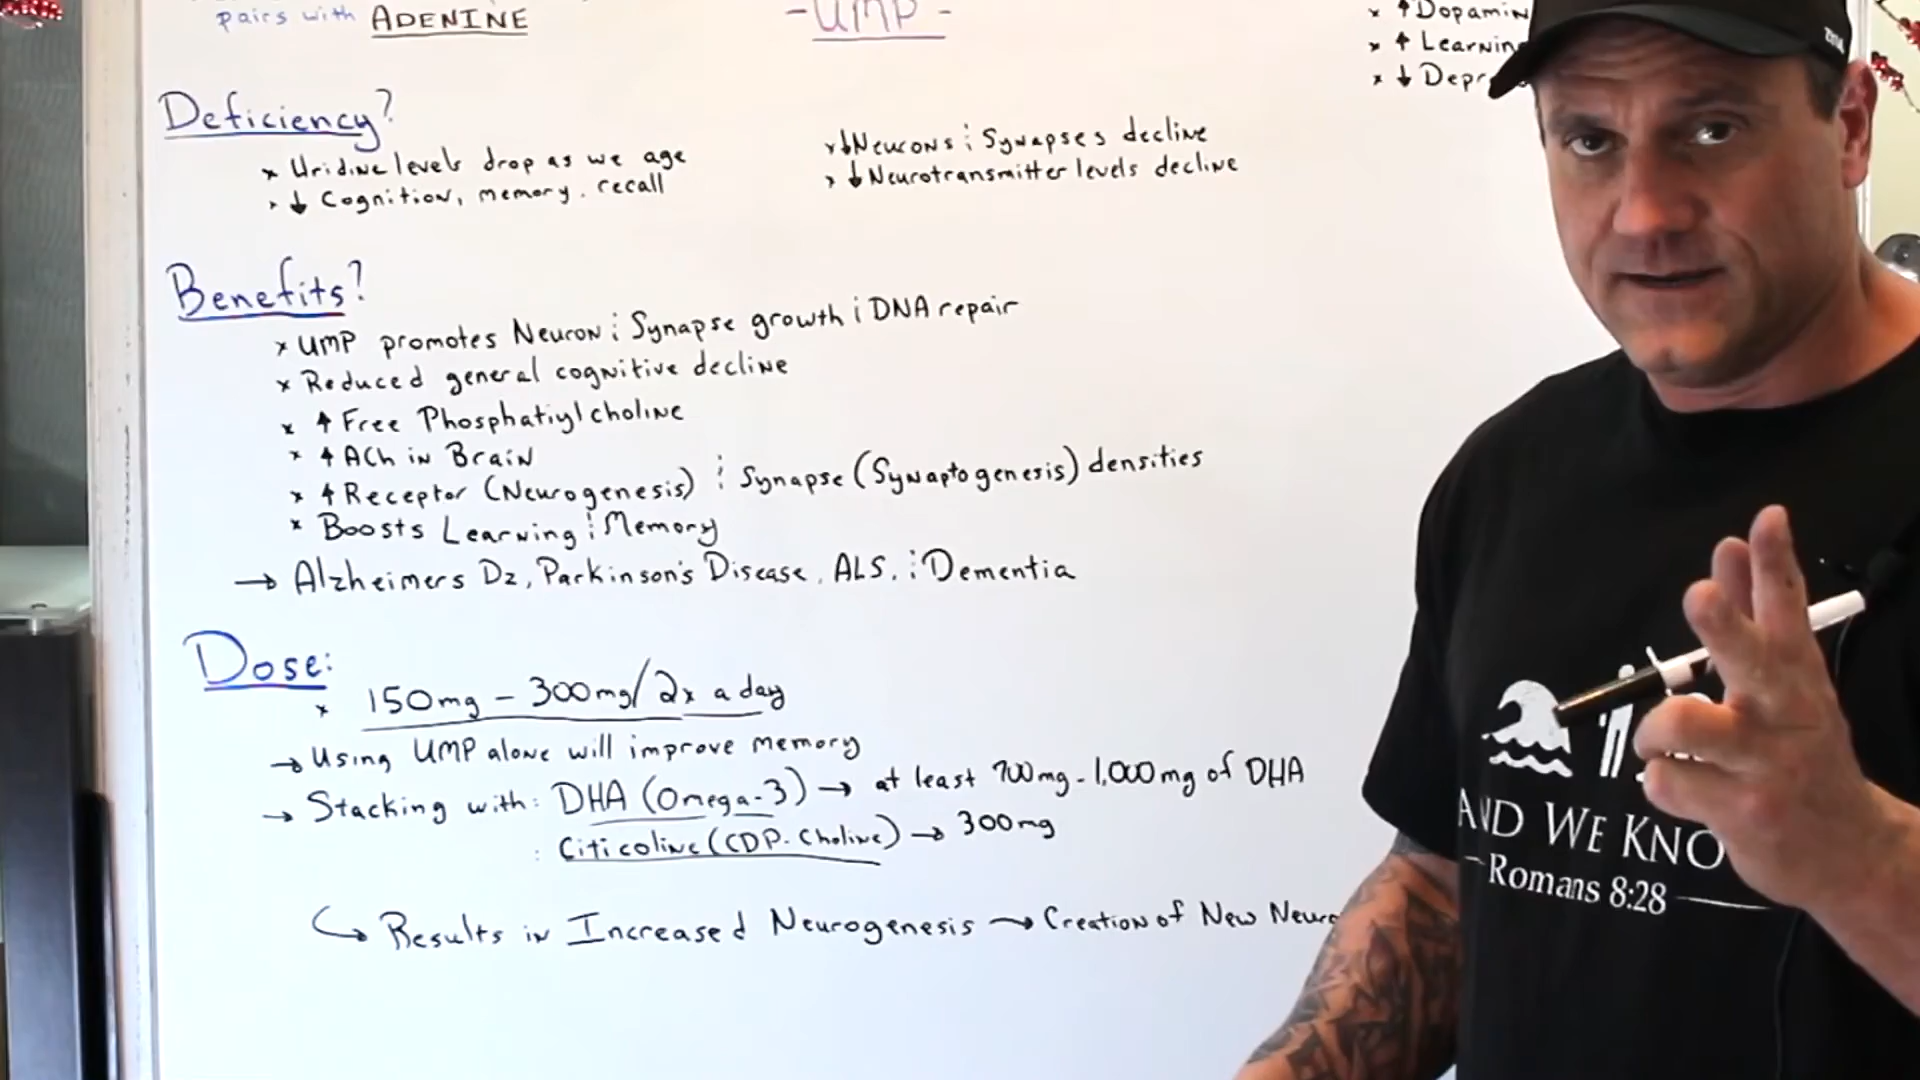 pairs with ADENINE
-UMP-
x ↑Dopamin
x ↑ Learnin
x ↓ Depr
Deficiency?
x Uridine levels drop as we age
x ↓ Cognition, memory, recall
x ↓Neurons & Synapses decline
x ↓Neurotransmitter levels decline
Benefits?
x UMP promotes Neuron & Synapse growth & DNA repair
x Reduced general cognitive decline
x ↑ Free Phosphatiylcholine
x ↑ ACh in Brain
x ↑ Receptor (Neurogenesis) & Synapse (Synaptogenesis) densities
x Boosts Learning & Memory
→ Alzheimers Dz, Parkinson's Disease, ALS, & Dementia
Dose:
x 150mg - 300mg/2x a day
→ Using UMP alone will improve memory
→ Stacking with: DHA (Omega-3) → at least 700mg-1,000mg of DHA
: Citicoline (CDP-Choline) → 300mg
↳ Results in Increased Neurogenesis → Creation of New Neuro
AND WE KNO
Romans 8:28